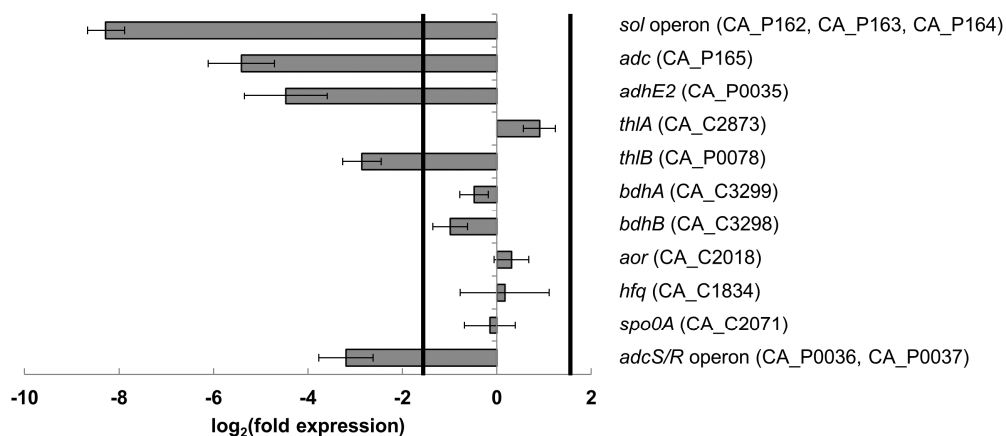 sol operon (CA_P162, CA_P163, CA_P164)
adc (CA_P165)
adhE2 (CA_P0035)
thlA (CA_C2873)
thlB (CA_P0078)
bdhA (CA_C3299)
bdhB (CA_C3298)
aor (CA_C2018)
hfq (CA_C1834)
spo0A (CA_C2071)
adcS/R operon (CA_P0036, CA_P0037)
-10 -8 -6 -4 -2 0 2
log₂(fold expression)